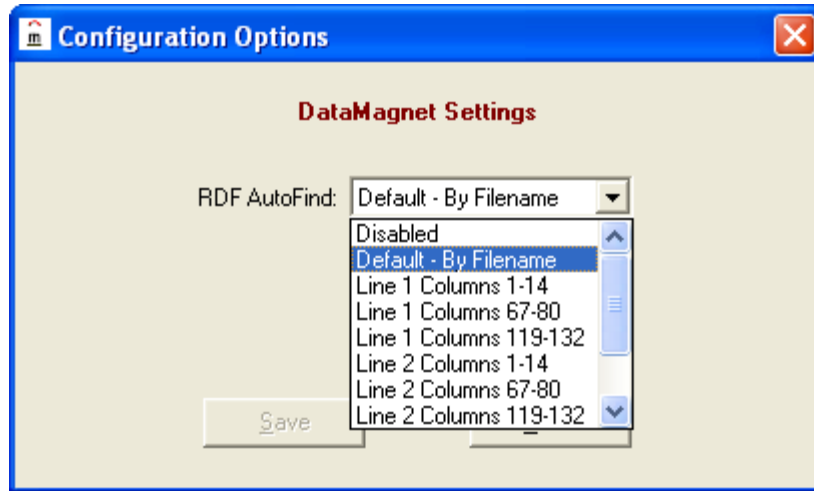 Configuration Options
DataMagnet Settings
RDF AutoFind: Default - By Filename
Disabled
Default - By Filename
Line 1 Columns 1-14
Line 1 Columns 67-80
Line 1 Columns 119-132
Line 2 Columns 1-14
Line 2 Columns 67-80
Line 2 Columns 119-132
Save